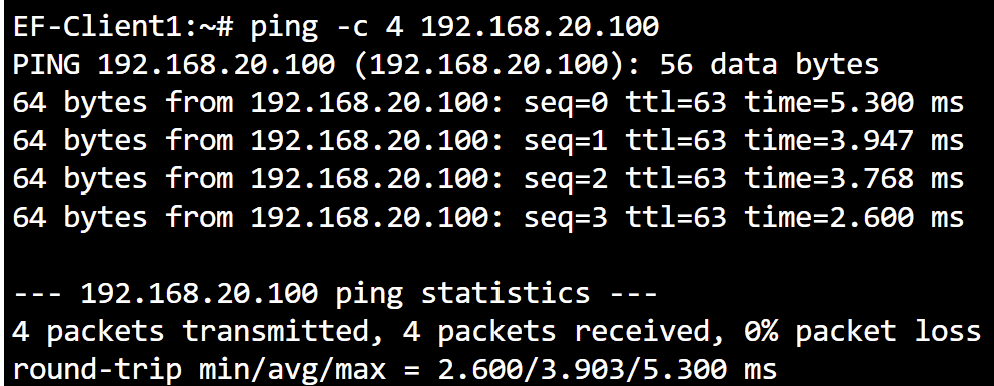 EF-Client1:~# ping -c 4 192.168.20.100
PING 192.168.20.100 (192.168.20.100): 56 data bytes
64 bytes from 192.168.20.100: seq=0 ttl=63 time=5.300 ms
64 bytes from 192.168.20.100: seq=1 ttl=63 time=3.947 ms
64 bytes from 192.168.20.100: seq=2 ttl=63 time=3.768 ms
64 bytes from 192.168.20.100: seq=3 ttl=63 time=2.600 ms

--- 192.168.20.100 ping statistics ---
4 packets transmitted, 4 packets received, 0% packet loss
round-trip min/avg/max = 2.600/3.903/5.300 ms